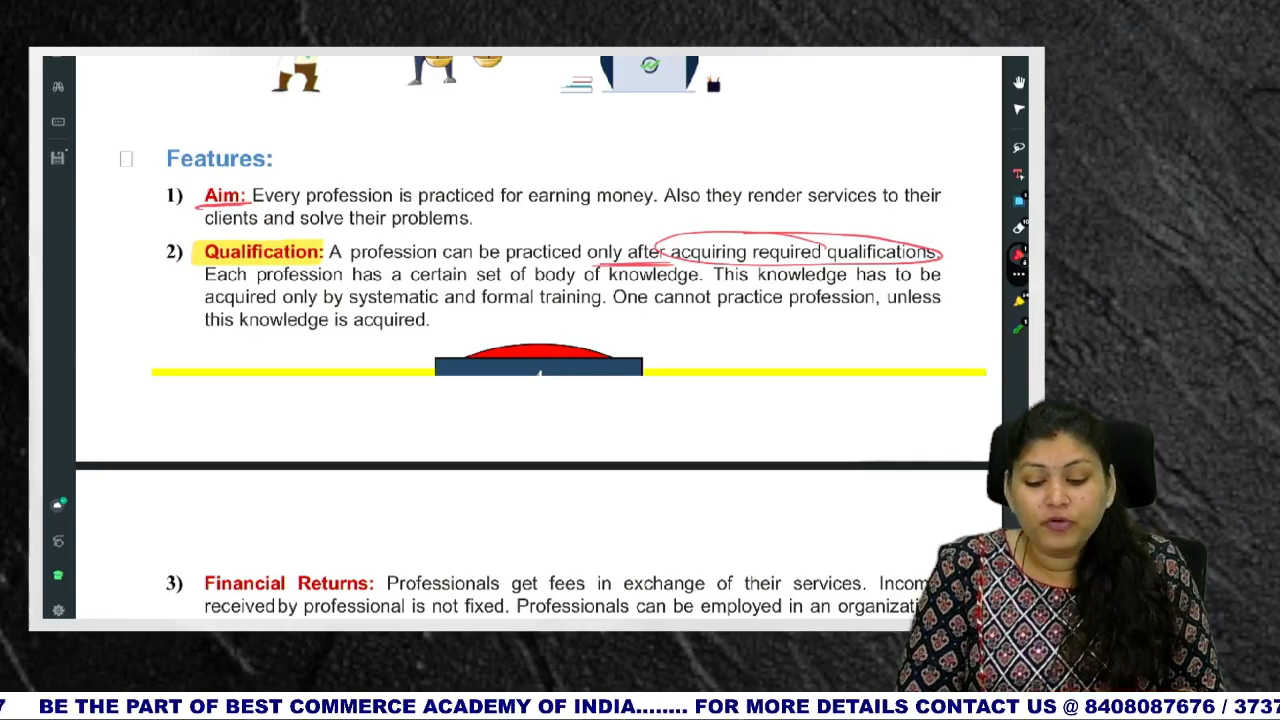 Features:
1) Aim: Every profession is practiced for earning money. Also they render services to their
clients and solve their problems.
2) Qualification: A profession can be practiced only after acquiring required qualifications.
Each profession has a certain set of body of knowledge. This knowledge has to be
acquired only by systematic and formal training. One cannot practice profession, unless
this knowledge is acquired.
3) Financial Returns: Professionals get fees in exchange of their services.
receivedby professional is not fixed. Professionals can be employed in an
BE THE PART OF BEST COMMERCE ACADEMY OF INDIA........ FOR MORE DETAILS CONTACT US @ 8408087676 / 3737